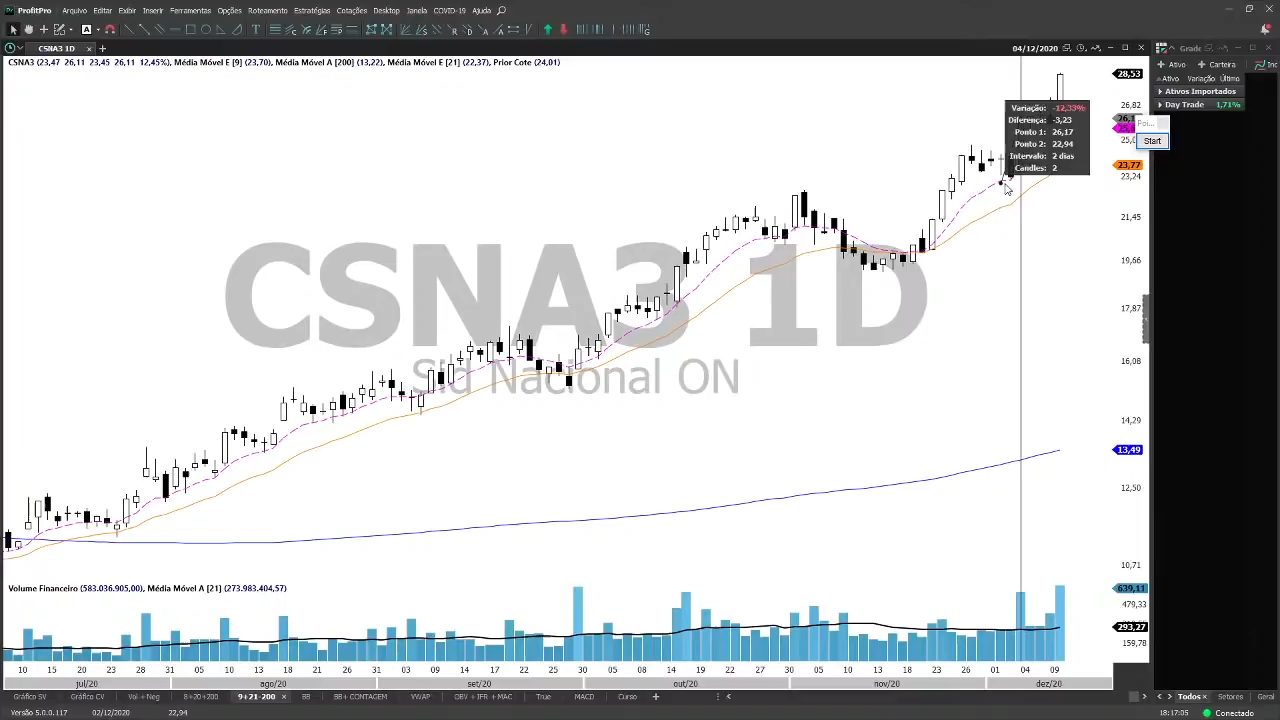 ProfitPro Arquivo Editar Exibir Inserir Ferramentas Opções Roteamento Estratégias Cotações Desktop Janela COVID-19 Ajuda
CSNA3 1D 04/12/2020 Grade
CSNA3 (23,47 26,11 23,45 26,11 12,45%), Média Móvel E [9] (23,70), Média Móvel A [200] (13,22), Média Móvel E [21] (22,37), Prior Cote (24,01)
Ativo Carteira
Ativo Variação Último
Ativos Importados
Day Trade 1,71%
Start
Variação: -12,33%
Diferença: -3,23
Ponto 1: 26,17
Ponto 2: 22,94
Intervalo: 2 dias
Candles: 2
28,53
26,82
23,77
23,24
21,45
19,66
17,87
16,08
14,29
13,49
12,50
10,71
CSNA3 1D
Sid Nacional ON
Volume Financeiro (583.036.905,00), Média Móvel A [21] (273.983.404,57)
639,11
479,33
293,27
159,78
10 15 20 23 28 31 05 10 13 18 21 26 31 03 09 14 17 22 25 30 05 08 14 19 22 27 30 05 10 13 18 23 26 01 04 09
jul/20 ago/20 set/20 out/20 nov/20 dez/20
Gráfico SV Gráfico CV Vol + Neg 8+20+200 9+21-200 BB BB+ CONTAGEM VWAP OBV + IFR + MAC True MACD Curso Todos Setores Geral
Versão 5.0.0.117 02/12/2020 22,94 18:17:05 Conectado